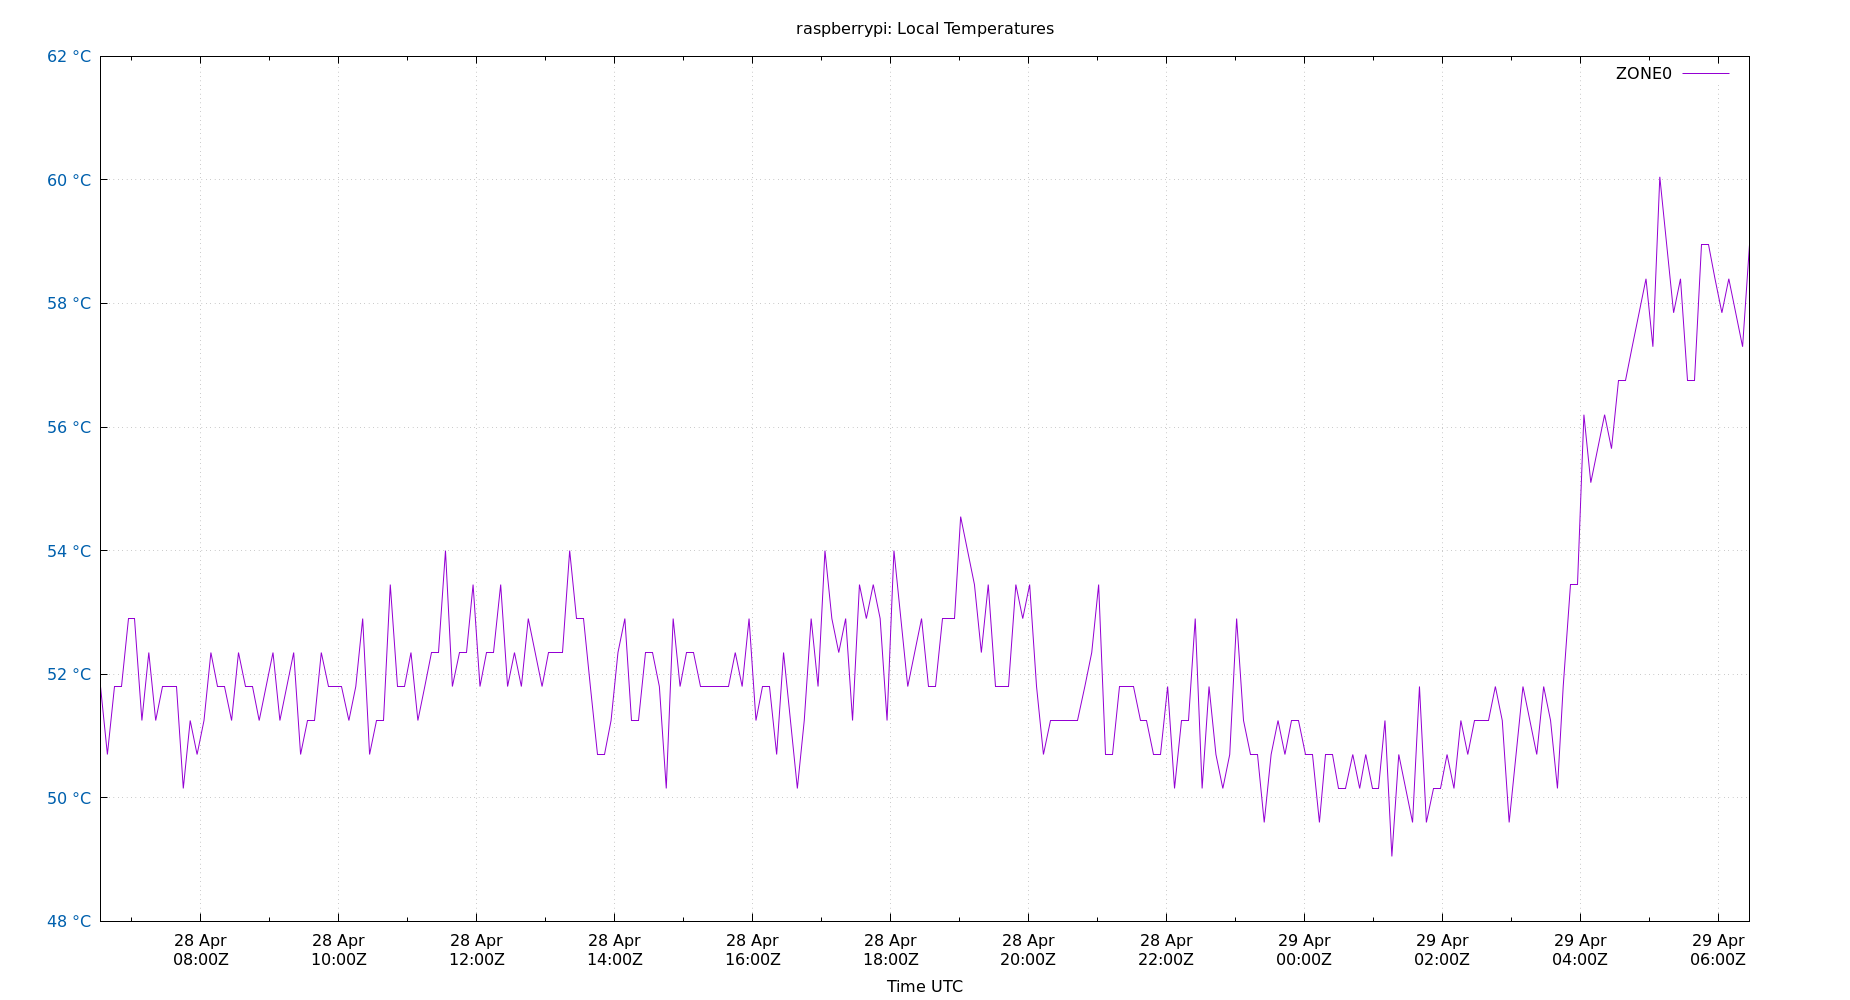 raspberrypi: Local Temperatures
62 °C
ZONE0
60 °C
58 °C
56 °C
54 °C
52 °C
50 °C
48 °C
28 Apr 28 Apr 28 Apr 28 Apr 28 Apr 28 Apr 28 Apr 28 Apr 29 Apr 29 Apr 29 Apr 29 Apr
08:00Z 10:00Z 12:00Z 14:00Z 16:00Z 18:00Z 20:00Z 22:00Z 00:00Z 02:00Z 04:00Z 06:00Z
Time UTC